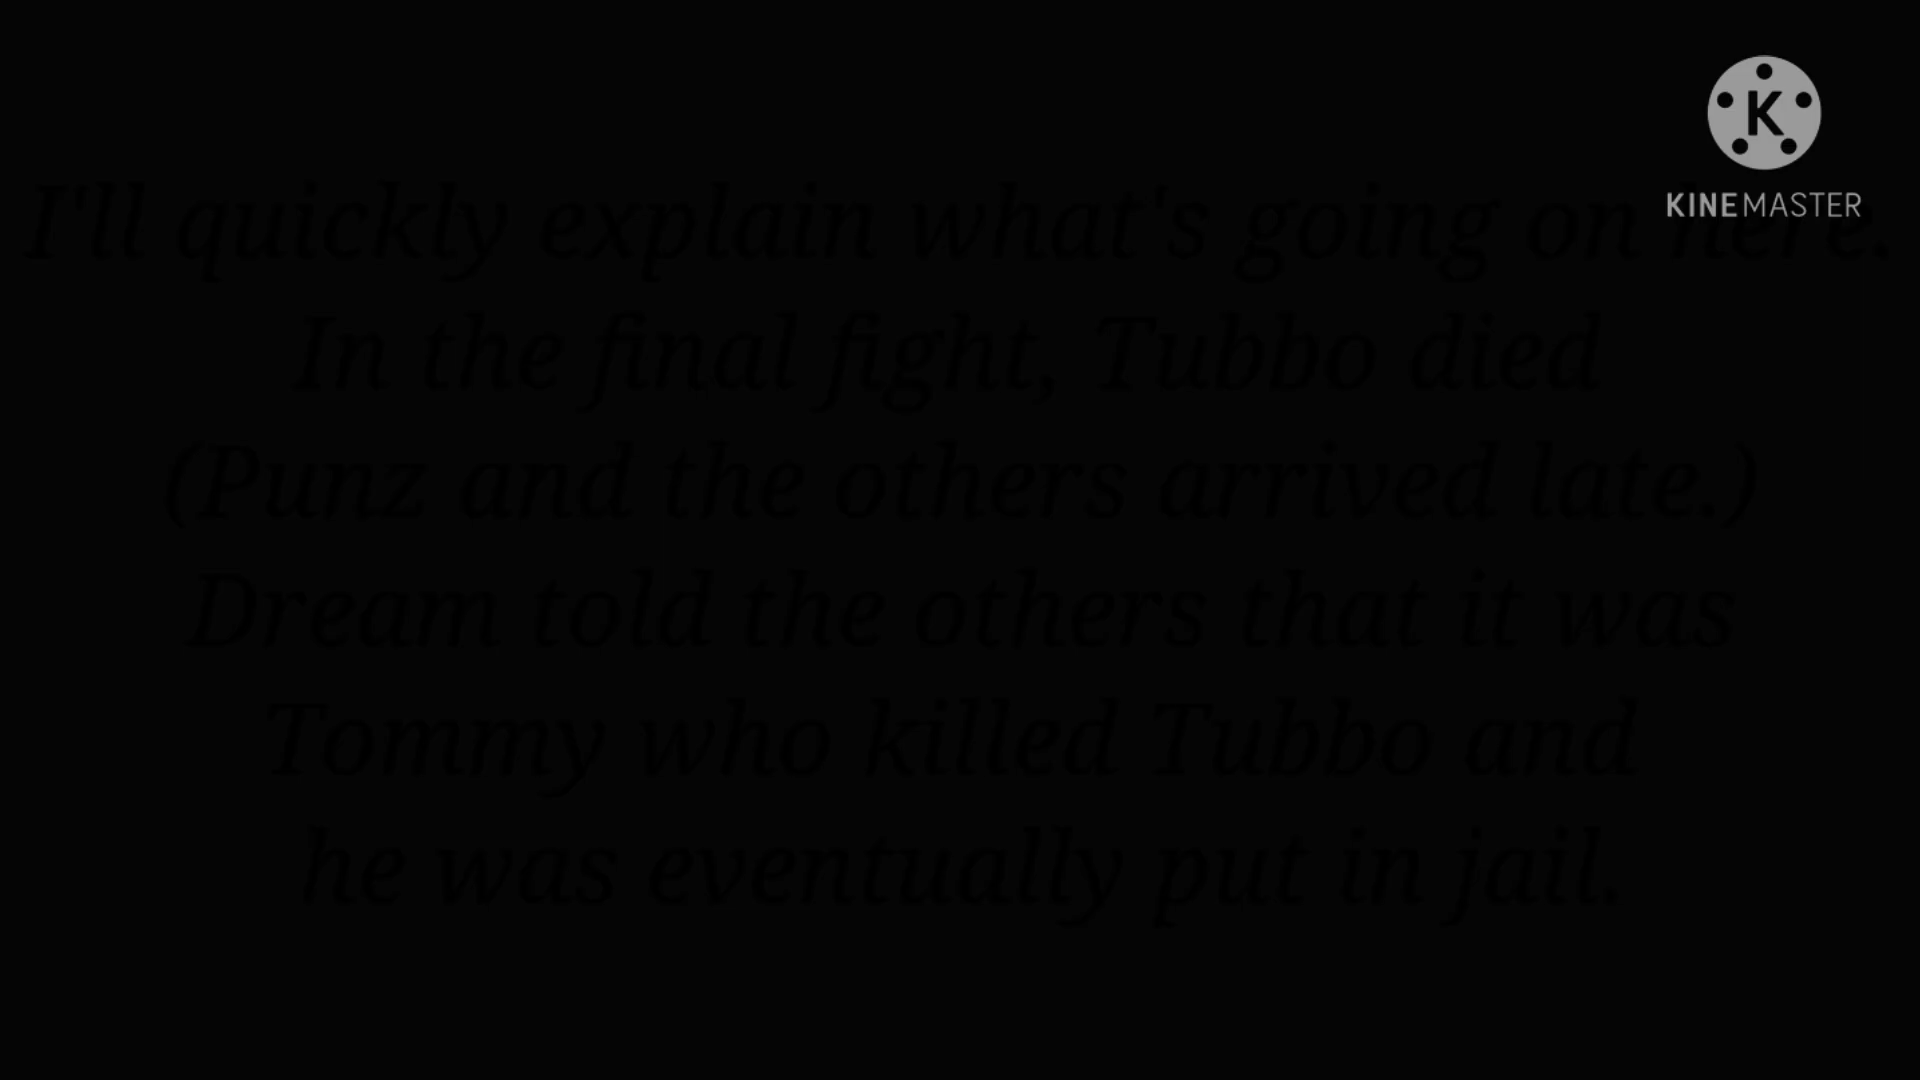 K
KINEMASTER
I'll quickly explain what's going on here.
In the final fight, Tubbo died
(Punz and the others arrived late.)
Dream told the others that it was
Tommy who killed Tubbo and
he was eventually put in jail.